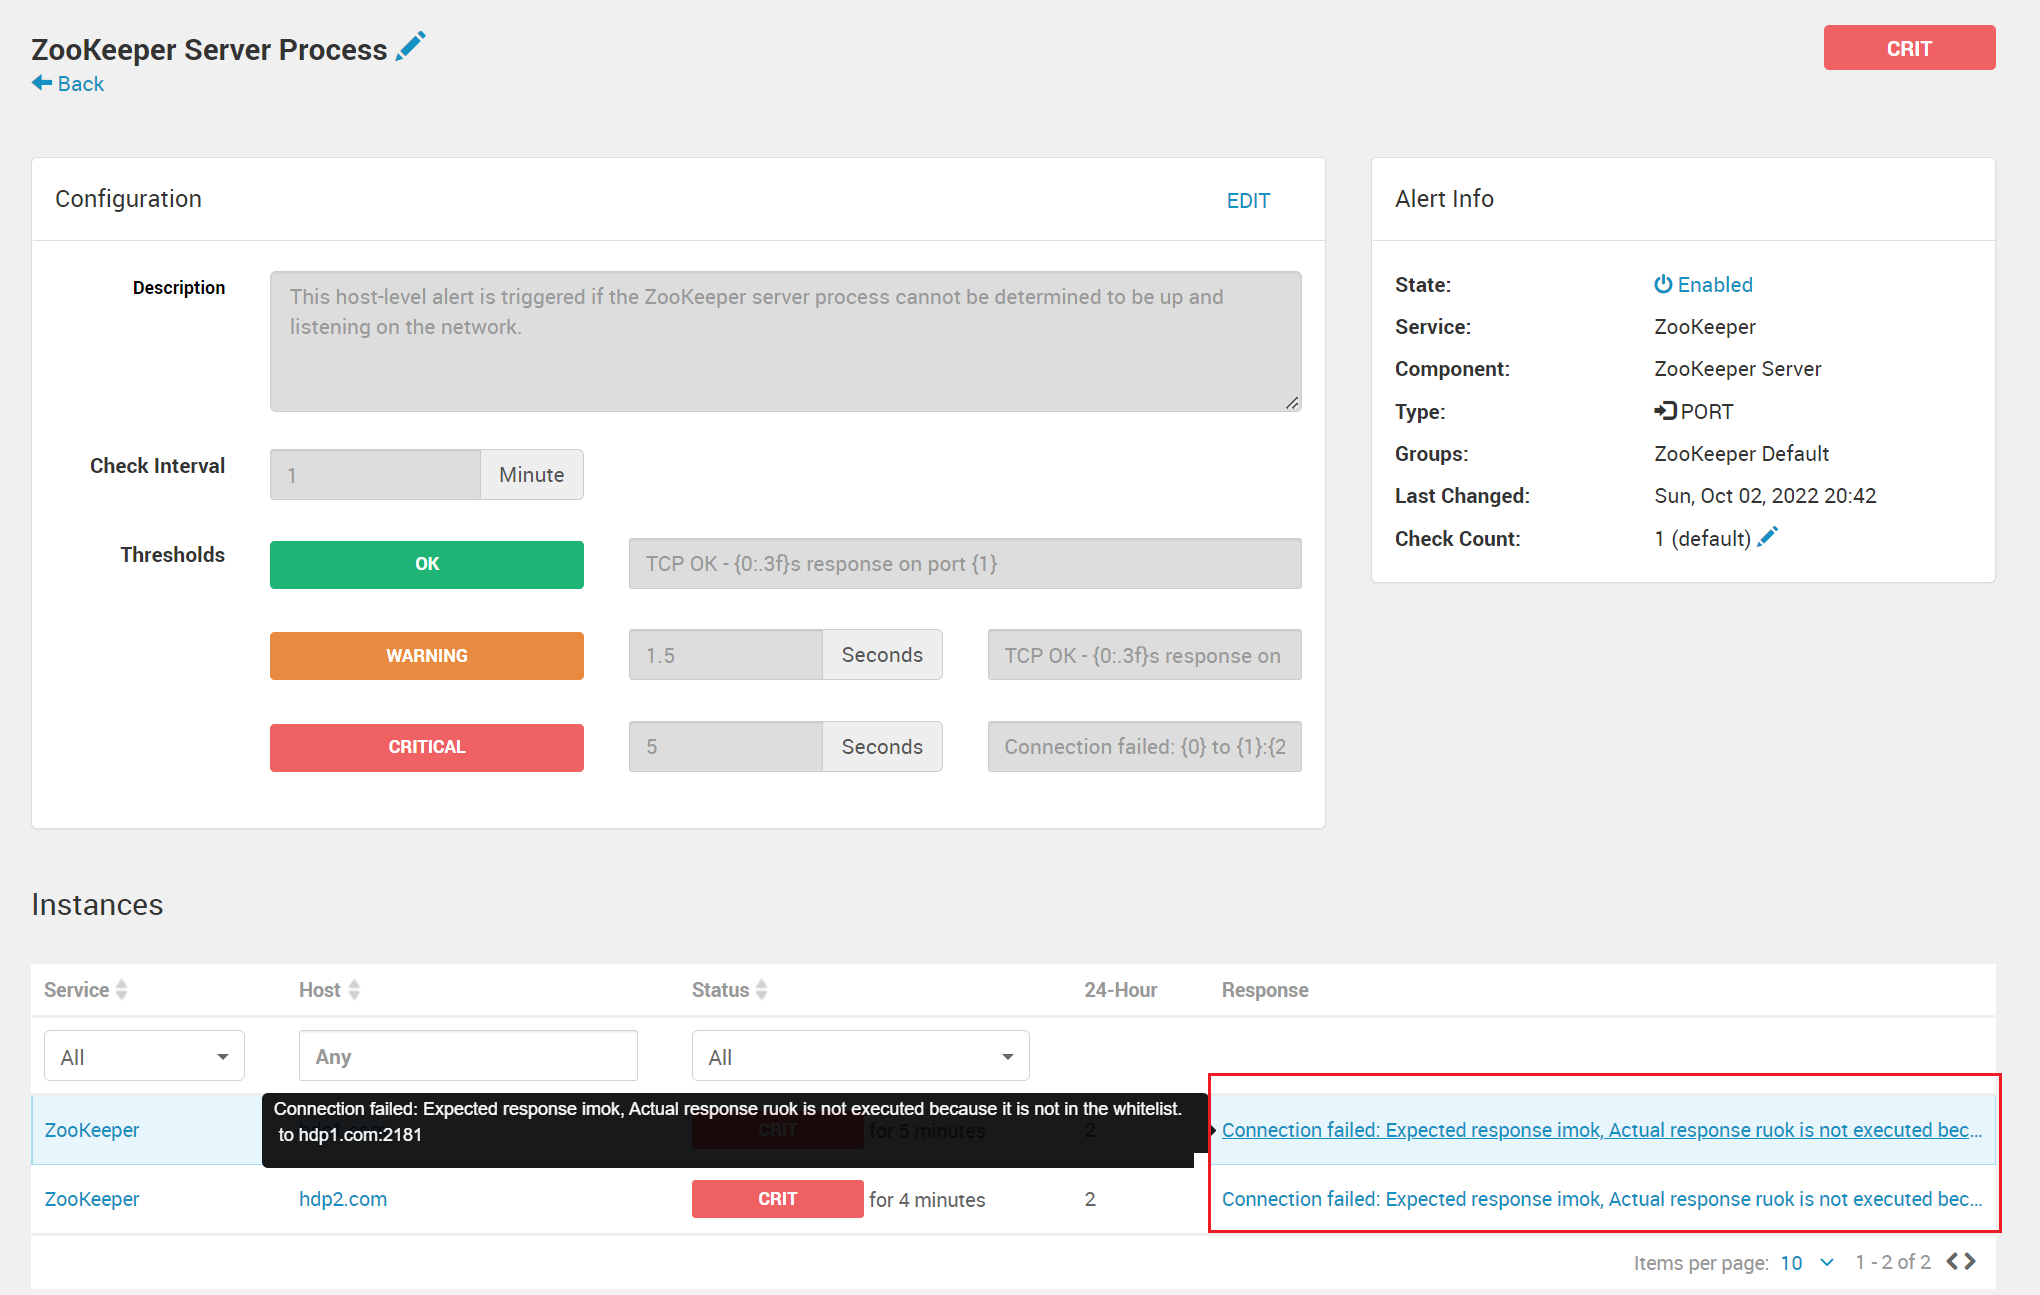 ZooKeeper Server Process
CRIT
Back
Configuration
EDIT
Description
This host-level alert is triggered if the ZooKeeper server process cannot be determined to be up and
listening on the network.
Check Interval
1
Minute
Thresholds
OK
TCP OK - {0:.3f}s response on port {1}
WARNING
1.5
Seconds
TCP OK - {0:.3f}s response on
CRITICAL
5
Seconds
Connection failed: {0} to {1}:{2
Alert Info
State: Enabled
Service: ZooKeeper
Component: ZooKeeper Server
Type: PORT
Groups: ZooKeeper Default
Last Changed: Sun, Oct 02, 2022 20:42
Check Count: 1 (default)
Instances
Service Host Status 24-Hour Response
All Any All
ZooKeeper
Connection failed: Expected response imok, Actual response ruok is not executed because it is not in the whitelist.
to hdp1.com:2181
CRIT for 5 minutes 2
Connection failed: Expected response imok, Actual response ruok is not executed bec...
ZooKeeper hdp2.com CRIT for 4 minutes 2 Connection failed: Expected response imok, Actual response ruok is not executed bec...
Items per page: 10 1 - 2 of 2